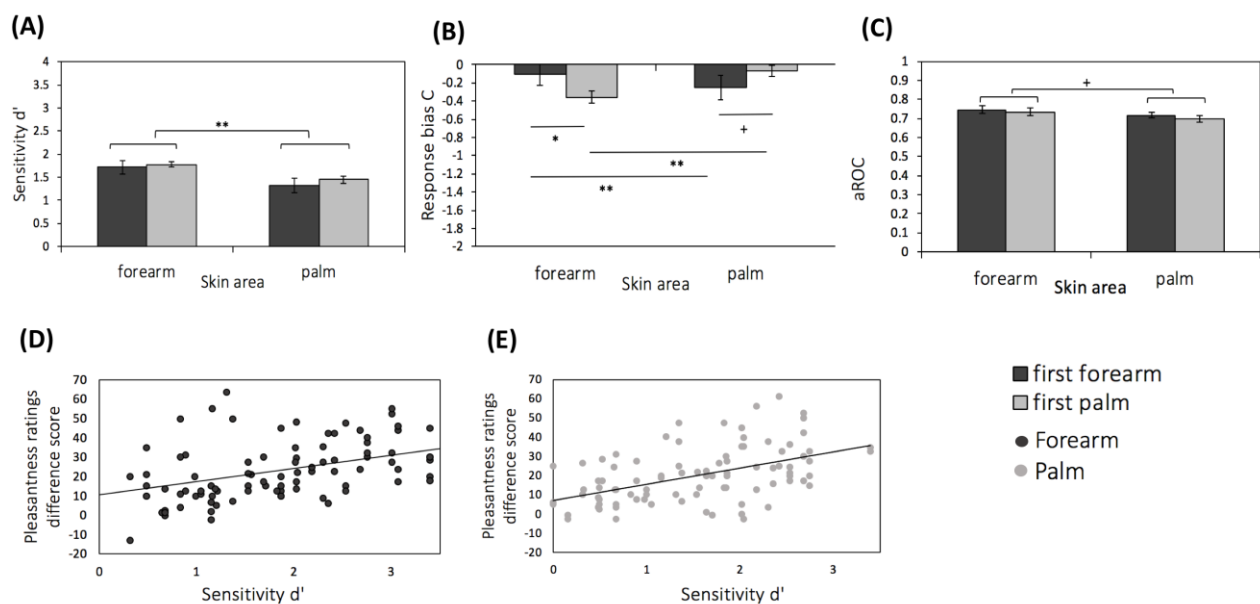 (A)
4
3.5
3
2.5
2
1.5
1
0.5
0
Sensitivity d'
**
forearm
palm
Skin area
(B)
0
-0.2
-0.4
-0.6
-0.8
-1
-1.2
-1.4
-1.6
-1.8
-2
Response bias C
*
+
**
**
forearm
palm
Skin area
(C)
1
0.9
0.8
0.7
0.6
0.5
0.4
0.3
0.2
0.1
0
aROC
+
forearm
palm
Skin area
(D)
70
60
50
40
30
20
10
0
-10
-20
Pleasantness ratings
difference score
0
1
2
3
Sensitivity d'
(E)
70
60
50
40
30
20
10
0
-10
-20
Pleasantness ratings
difference score
0
1
2
3
Sensitivity d'
first forearm
first palm
Forearm
Palm